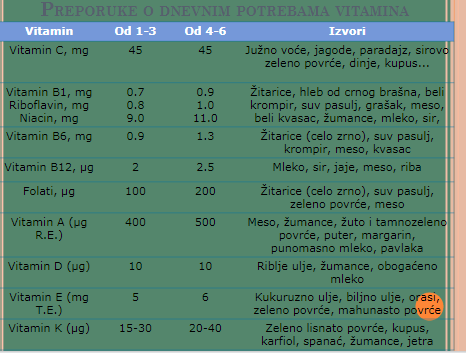 PREPORUKE O DNEVNIM POTREBAMA VITAMINA
Vitamin Od 1-3 Od 4-6 Izvori
Vitamin C, mg 45 45 Južno voće, jagode, paradajz, sirovo
zeleno povrće, dinje, kupus...
Vitamin B1, mg 0.7 0.9 Žitarice, hleb od crnog brašna, beli
Riboflavin, mg 0.8 1.0 krompir, suv pasulj, grašak, meso,
Niacin, mg 9.0 11.0 beli kvasac, žumance, mleko, sir,
Vitamin B6, mg 0.9 1.3 Žitarice (celo zrno), suv pasulj,
krompir, meso, kvasac
Vitamin B12, µg 2 2.5 Mleko, sir, jaje, meso, riba
Folati, µg 100 200 Žitarice (celo zrno), suv pasulj,
zeleno povrće, meso
Vitamin A (µg 400 500 Meso, žumance, žuto i tamnozeleno
R.E.) povrće, puter, margarin,
punomasno mleko, pavlaka
Vitamin D (µg) 10 10 Riblje ulje, žumance, obogaćeno
mleko
Vitamin E (mg 5 6 Kukuruzno ulje, biljno ulje, orasi,
T.E.) zeleno povrće, mahunasto povrće
Vitamin K (µg) 15-30 20-40 Zeleno lisnato povrće, kupus,
karfiol, spanać, žumance, jetra